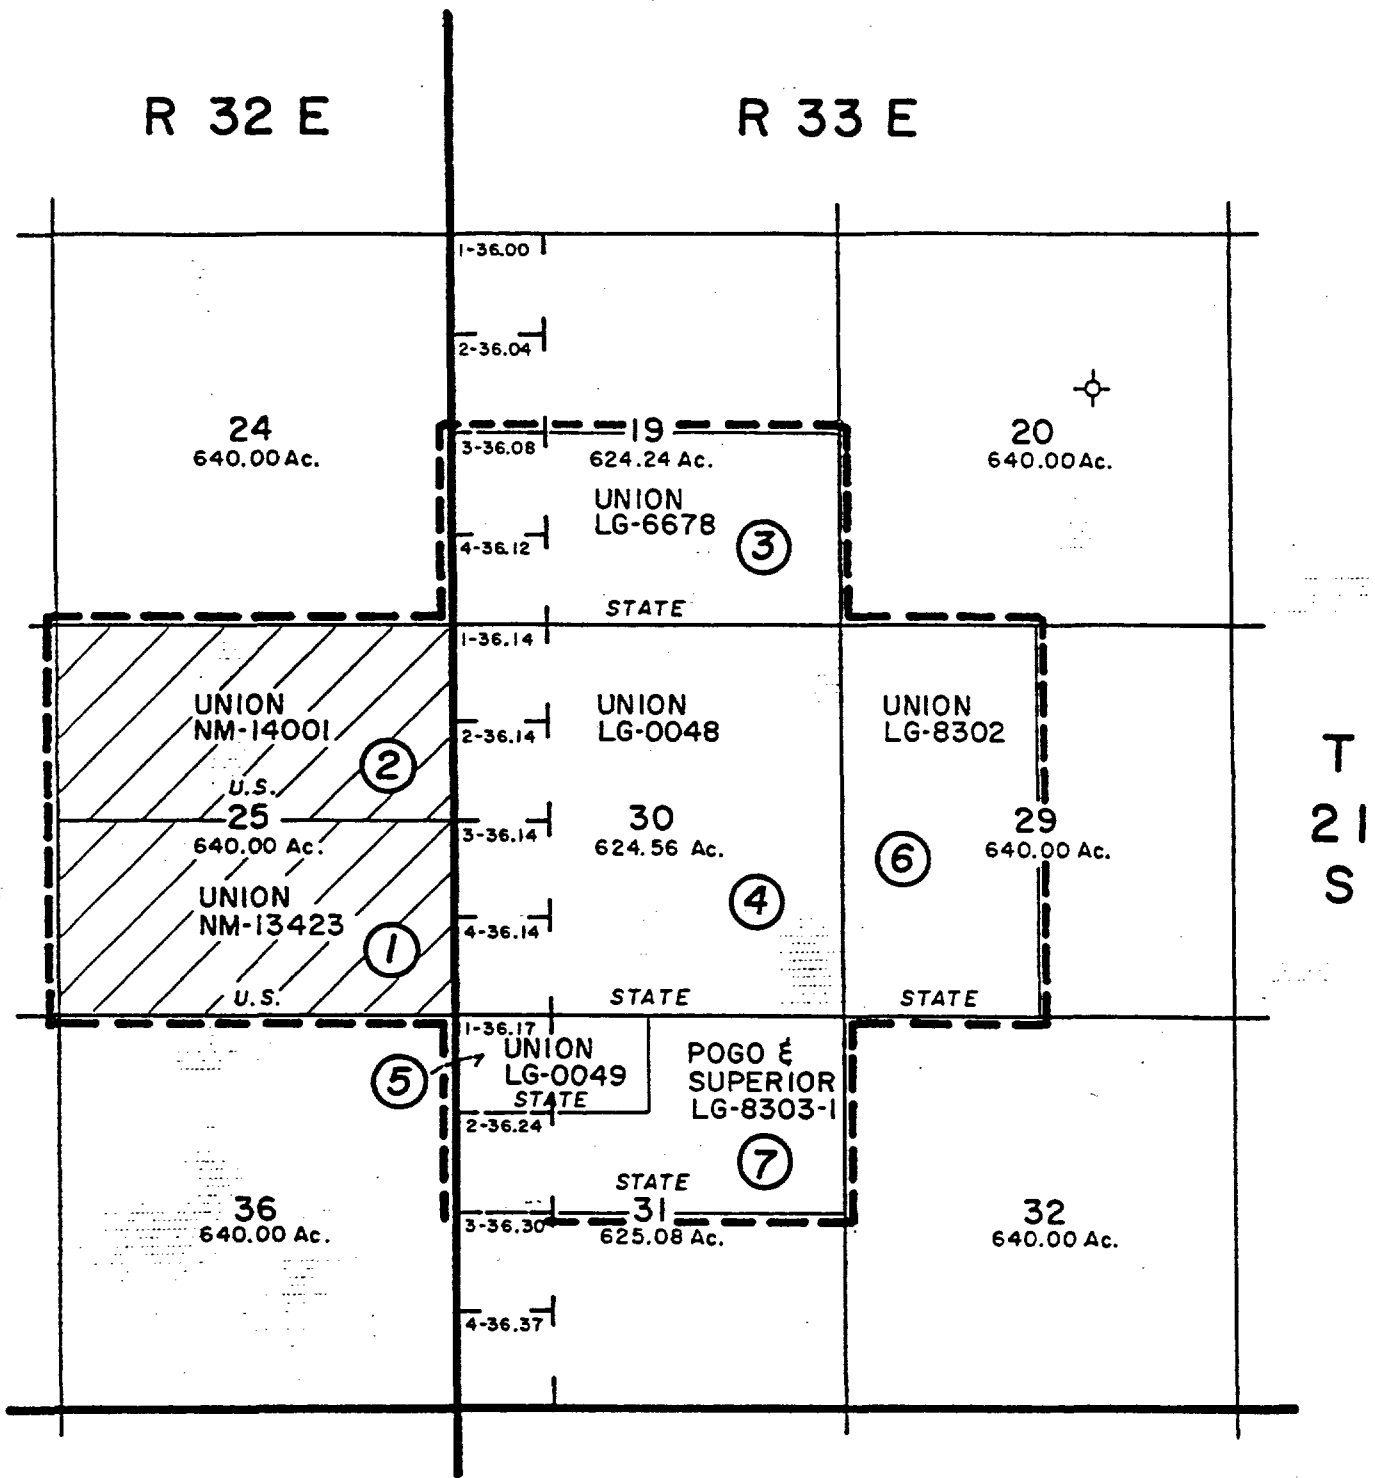 R 32 E
R 33 E
1-36.00
2-36.04
24
640.00 Ac.
3-36.08
19
624.24 Ac.
20
640.00 Ac.
UNION
LG-6678
3
4-36.12
STATE
1-36.14
UNION
NM-14001
2
U.S.
2-36.14
UNION
LG-0048
UNION
LG-8302
T
21
S
25
640.00 Ac.
3-36.14
30
624.56 Ac.
29
640.00 Ac.
6
UNION
NM-13423
1
U.S.
4-36.14
4
STATE
STATE
1-36.17
5
UNION
LG-0049
STATE
POGO &
SUPERIOR
LG-8303-1
2-36.24
7
STATE
36
640.00 Ac.
3-36.30
31
625.08 Ac.
32
640.00 Ac.
4-36.37